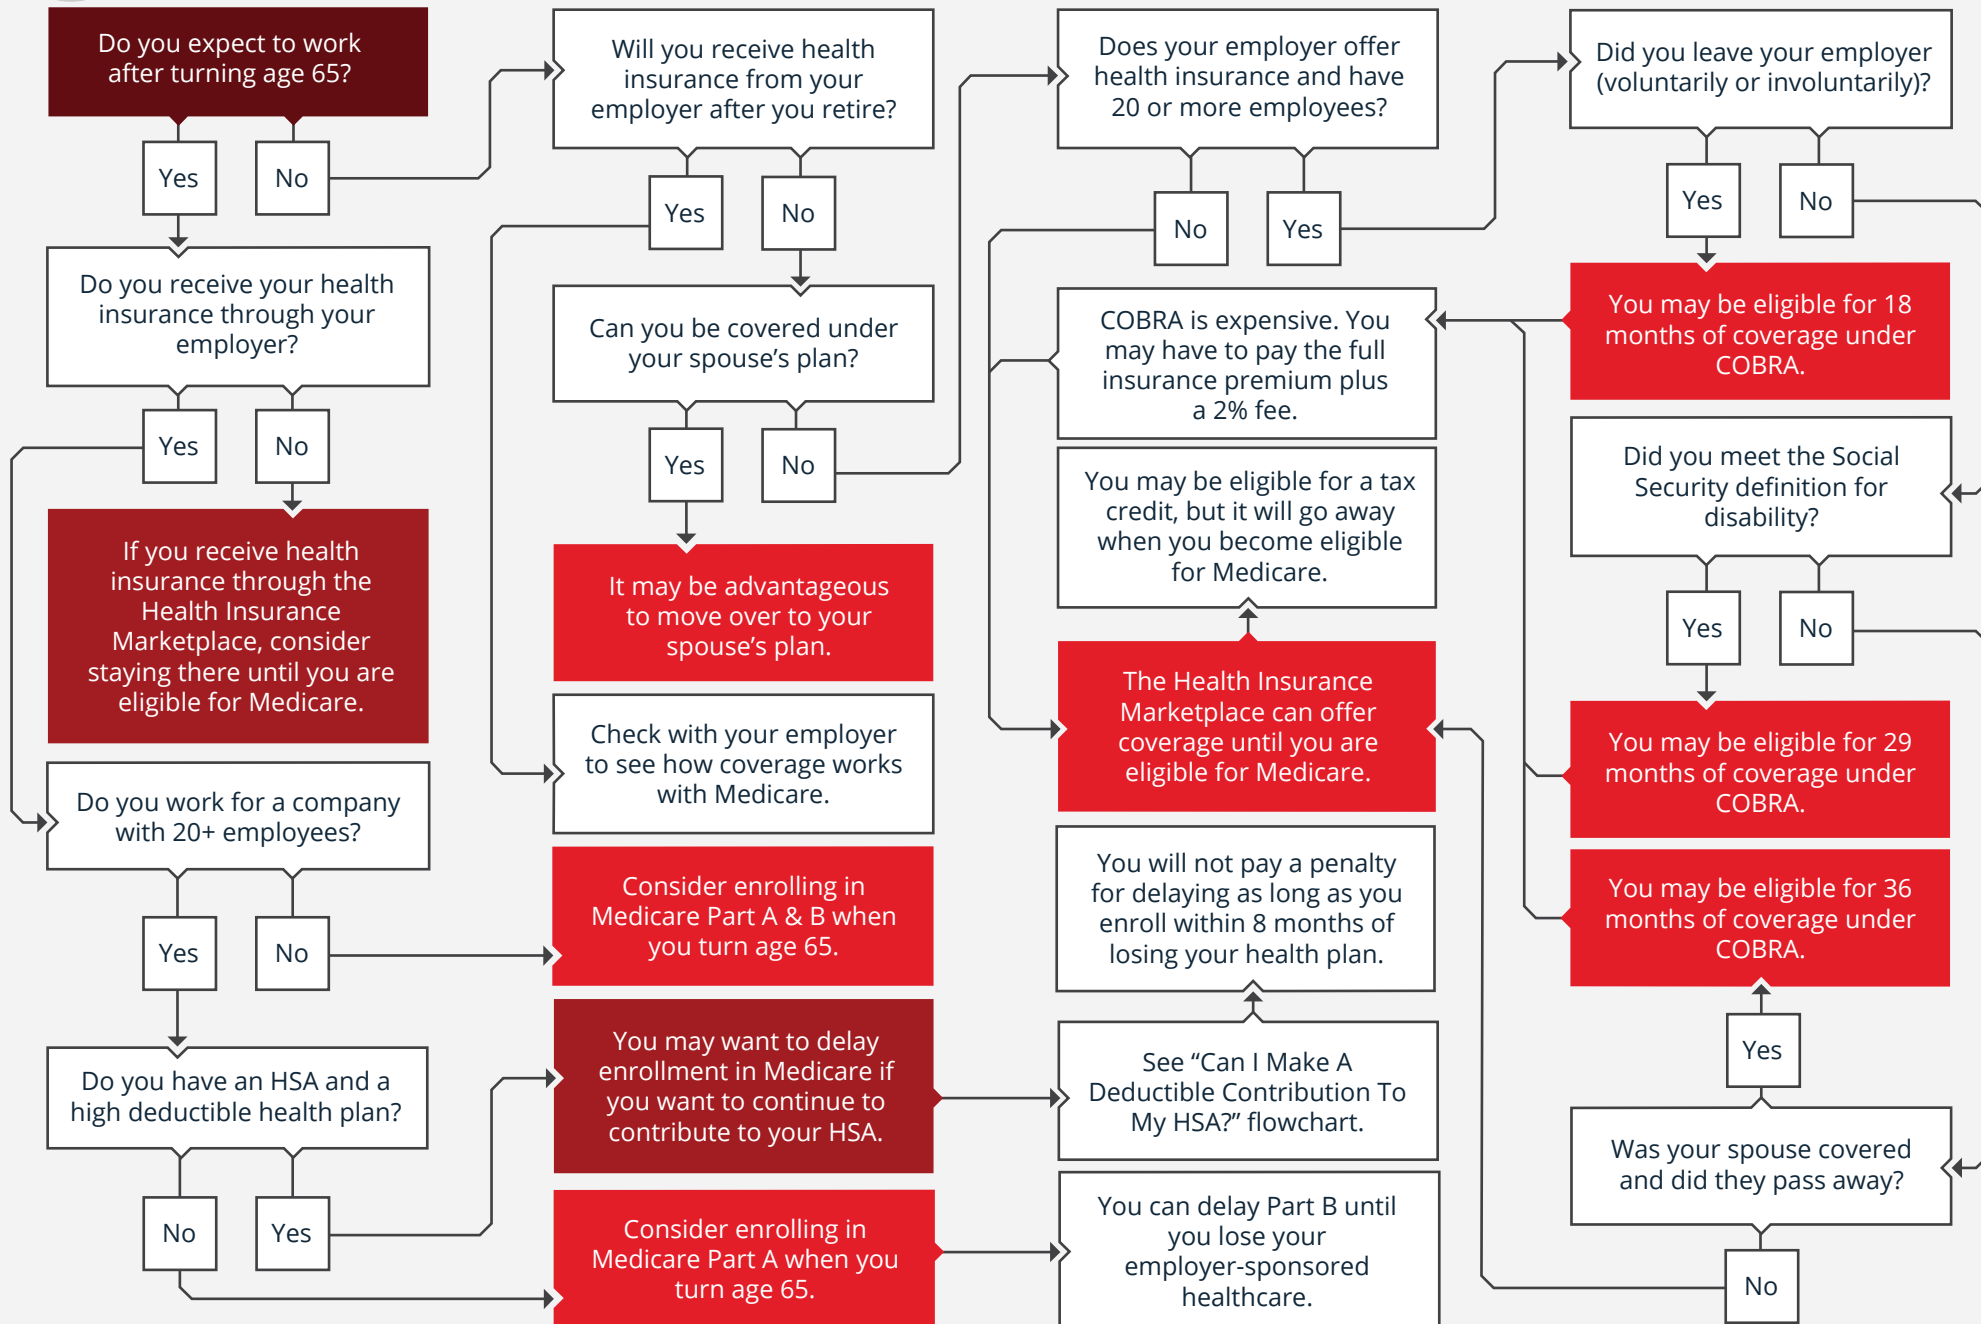 Do you expect to work
after turning age 65?
Yes
No
Do you receive your health
insurance through your
employer?
Yes
No
If you receive health
insurance through the
Health Insurance
Marketplace, consider
staying there until you are
eligible for Medicare.
Do you work for a company
with 20+ employees?
Yes
No
Do you have an HSA and a
high deductible health plan?
No
Yes
Will you receive health
insurance from your
employer after you retire?
Yes
No
Can you be covered under
your spouse’s plan?
Yes
No
It may be advantageous
to move over to your
spouse’s plan.
Check with your employer
to see how coverage works
with Medicare.
Consider enrolling in
Medicare Part A & B when
you turn age 65.
You may want to delay
enrollment in Medicare if
you want to continue to
contribute to your HSA.
Consider enrolling in
Medicare Part A when you
turn age 65.
Does your employer offer
health insurance and have
20 or more employees?
No
Yes
COBRA is expensive. You
may have to pay the full
insurance premium plus
a 2% fee.
You may be eligible for a tax
credit, but it will go away
when you become eligible
for Medicare.
The Health Insurance
Marketplace can offer
coverage until you are
eligible for Medicare.
You will not pay a penalty
for delaying as long as you
enroll within 8 months of
losing your health plan.
See “Can I Make A
Deductible Contribution To
My HSA?” flowchart.
You can delay Part B until
you lose your
employer-sponsored
healthcare.
Did you leave your employer
(voluntarily or involuntarily)?
Yes
No
You may be eligible for 18
months of coverage under
COBRA.
Did you meet the Social
Security definition for
disability?
Yes
No
You may be eligible for 29
months of coverage under
COBRA.
You may be eligible for 36
months of coverage under
COBRA.
Yes
Was your spouse covered
and did they pass away?
No